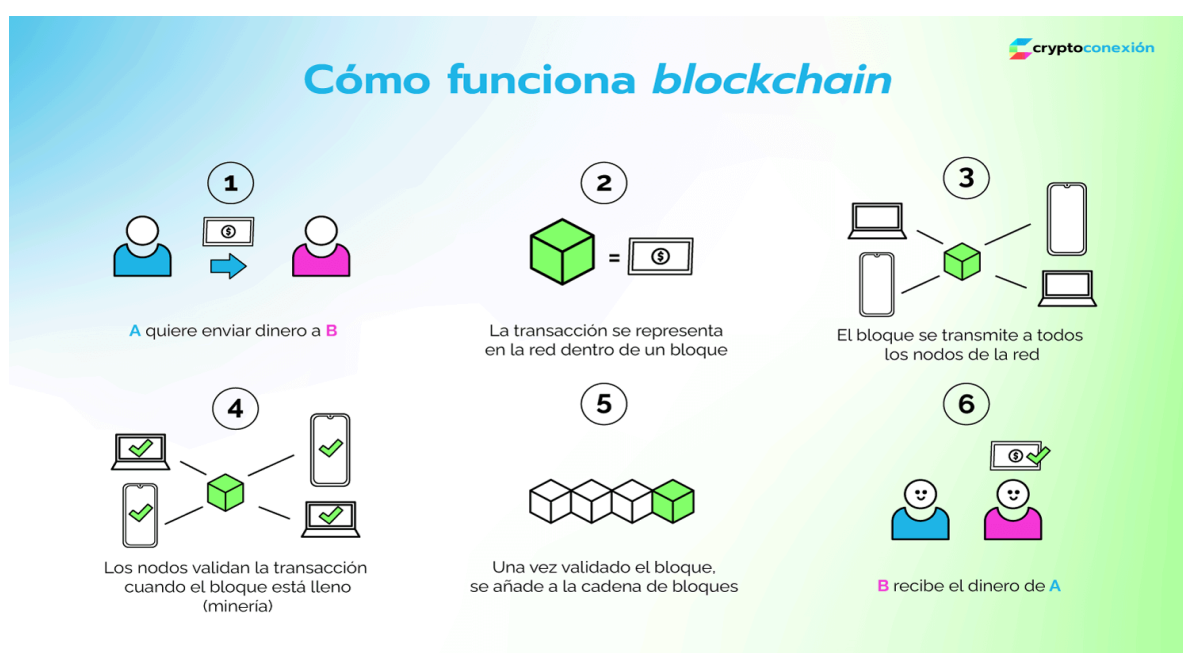 cryptoconexión
Cómo funciona blockchain
1
$
A quiere enviar dinero a B
2
=
$
La transacción se representa
en la red dentro de un bloque
3
El bloque se transmite a todos
los nodos de la red
4
Los nodos validan la transacción
cuando el bloque está lleno
(minería)
5
Una vez validado el bloque,
se añade a la cadena de bloques
6
$
B recibe el dinero de A